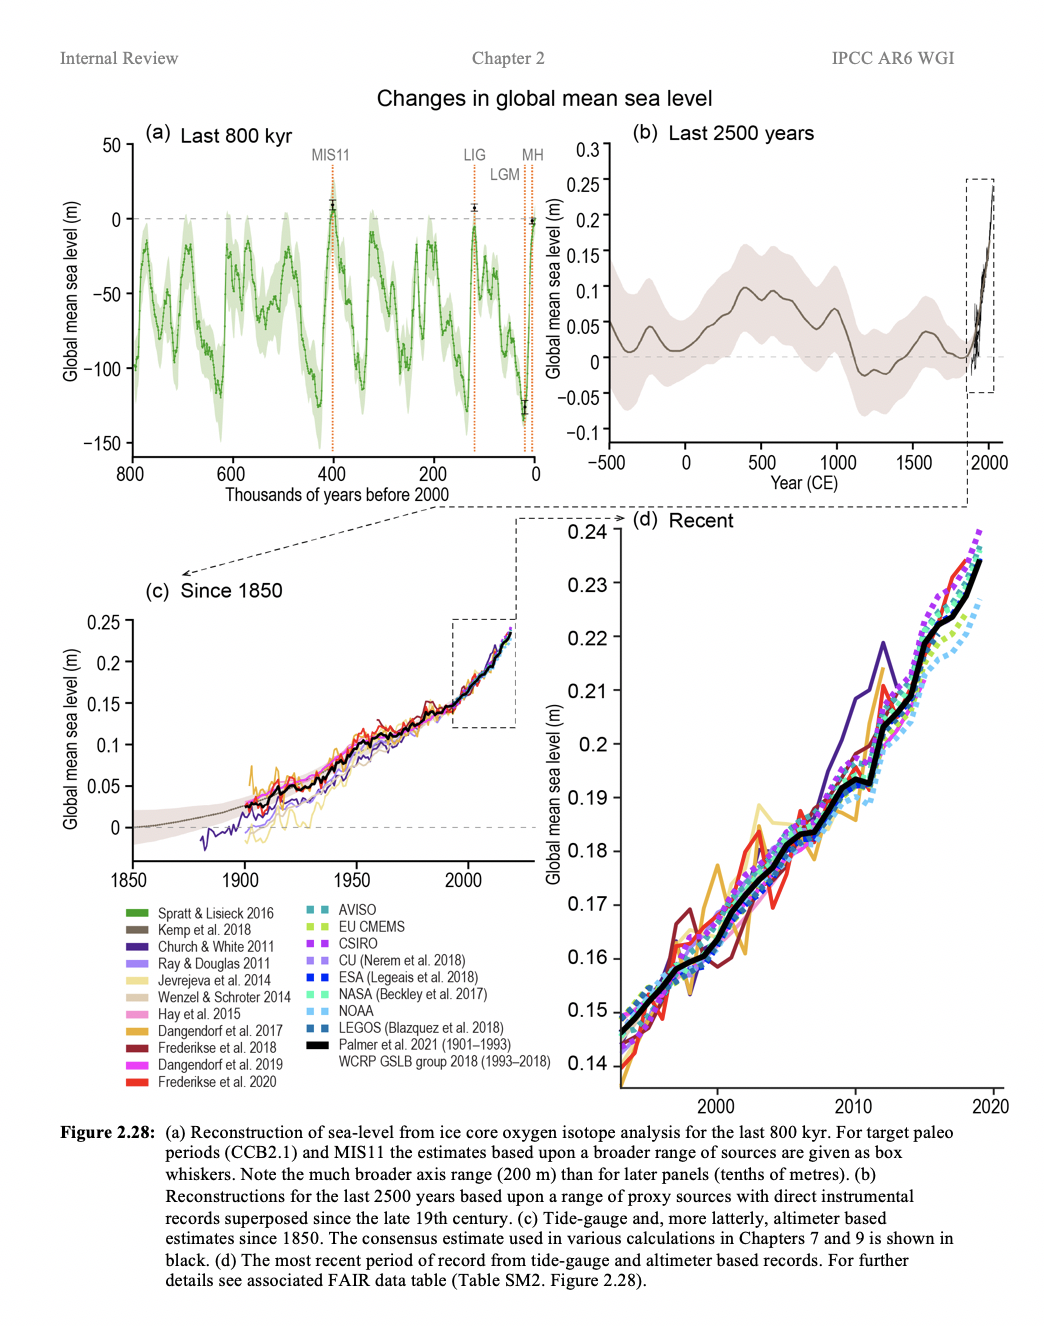 Internal Review
Chapter 2
IPCC AR6 WGI
Changes in global mean sea level
(a) Last 800 kyr
MIS11
LIG
LGM
MH
50
0
−50
−100
−150
Global mean sea level (m)
800
600
400
200
0
Thousands of years before 2000
(b) Last 2500 years
0.3
0.25
0.2
0.15
0.1
0.05
0
−0.05
−0.1
Global mean sea level (m)
−500
0
500
1000
1500
2000
Year (CE)
(c) Since 1850
0.25
0.2
0.15
0.1
0.05
0
Global mean sea level (m)
1850
1900
1950
2000
(d) Recent
0.24
0.23
0.22
0.21
0.2
0.19
0.18
0.17
0.16
0.15
0.14
Global mean sea level (m)
2000
2010
2020
Spratt & Lisieck 2016
Kemp et al. 2018
Church & White 2011
Ray & Douglas 2011
Jevrejeva et al. 2014
Wenzel & Schroter 2014
Hay et al. 2015
Dangendorf et al. 2017
Frederikse et al. 2018
Dangendorf et al. 2019
Frederikse et al. 2020
AVISO
EU CMEMS
CSIRO
CU (Nerem et al. 2018)
ESA (Legeais et al. 2018)
NASA (Beckley et al. 2017)
NOAA
LEGOS (Blazquez et al. 2018)
Palmer et al. 2021 (1901–1993)
WCRP GSLB group 2018 (1993–2018)
Figure 2.28: (a) Reconstruction of sea-level from ice core oxygen isotope analysis for the last 800 kyr. For target paleo
periods (CCB2.1) and MIS11 the estimates based upon a broader range of sources are given as box
whiskers. Note the much broader axis range (200 m) than for later panels (tenths of metres). (b)
Reconstructions for the last 2500 years based upon a range of proxy sources with direct instrumental
records superposed since the late 19th century. (c) Tide-gauge and, more latterly, altimeter based
estimates since 1850. The consensus estimate used in various calculations in Chapters 7 and 9 is shown in
black. (d) The most recent period of record from tide-gauge and altimeter based records. For further
details see associated FAIR data table (Table SM2. Figure 2.28).